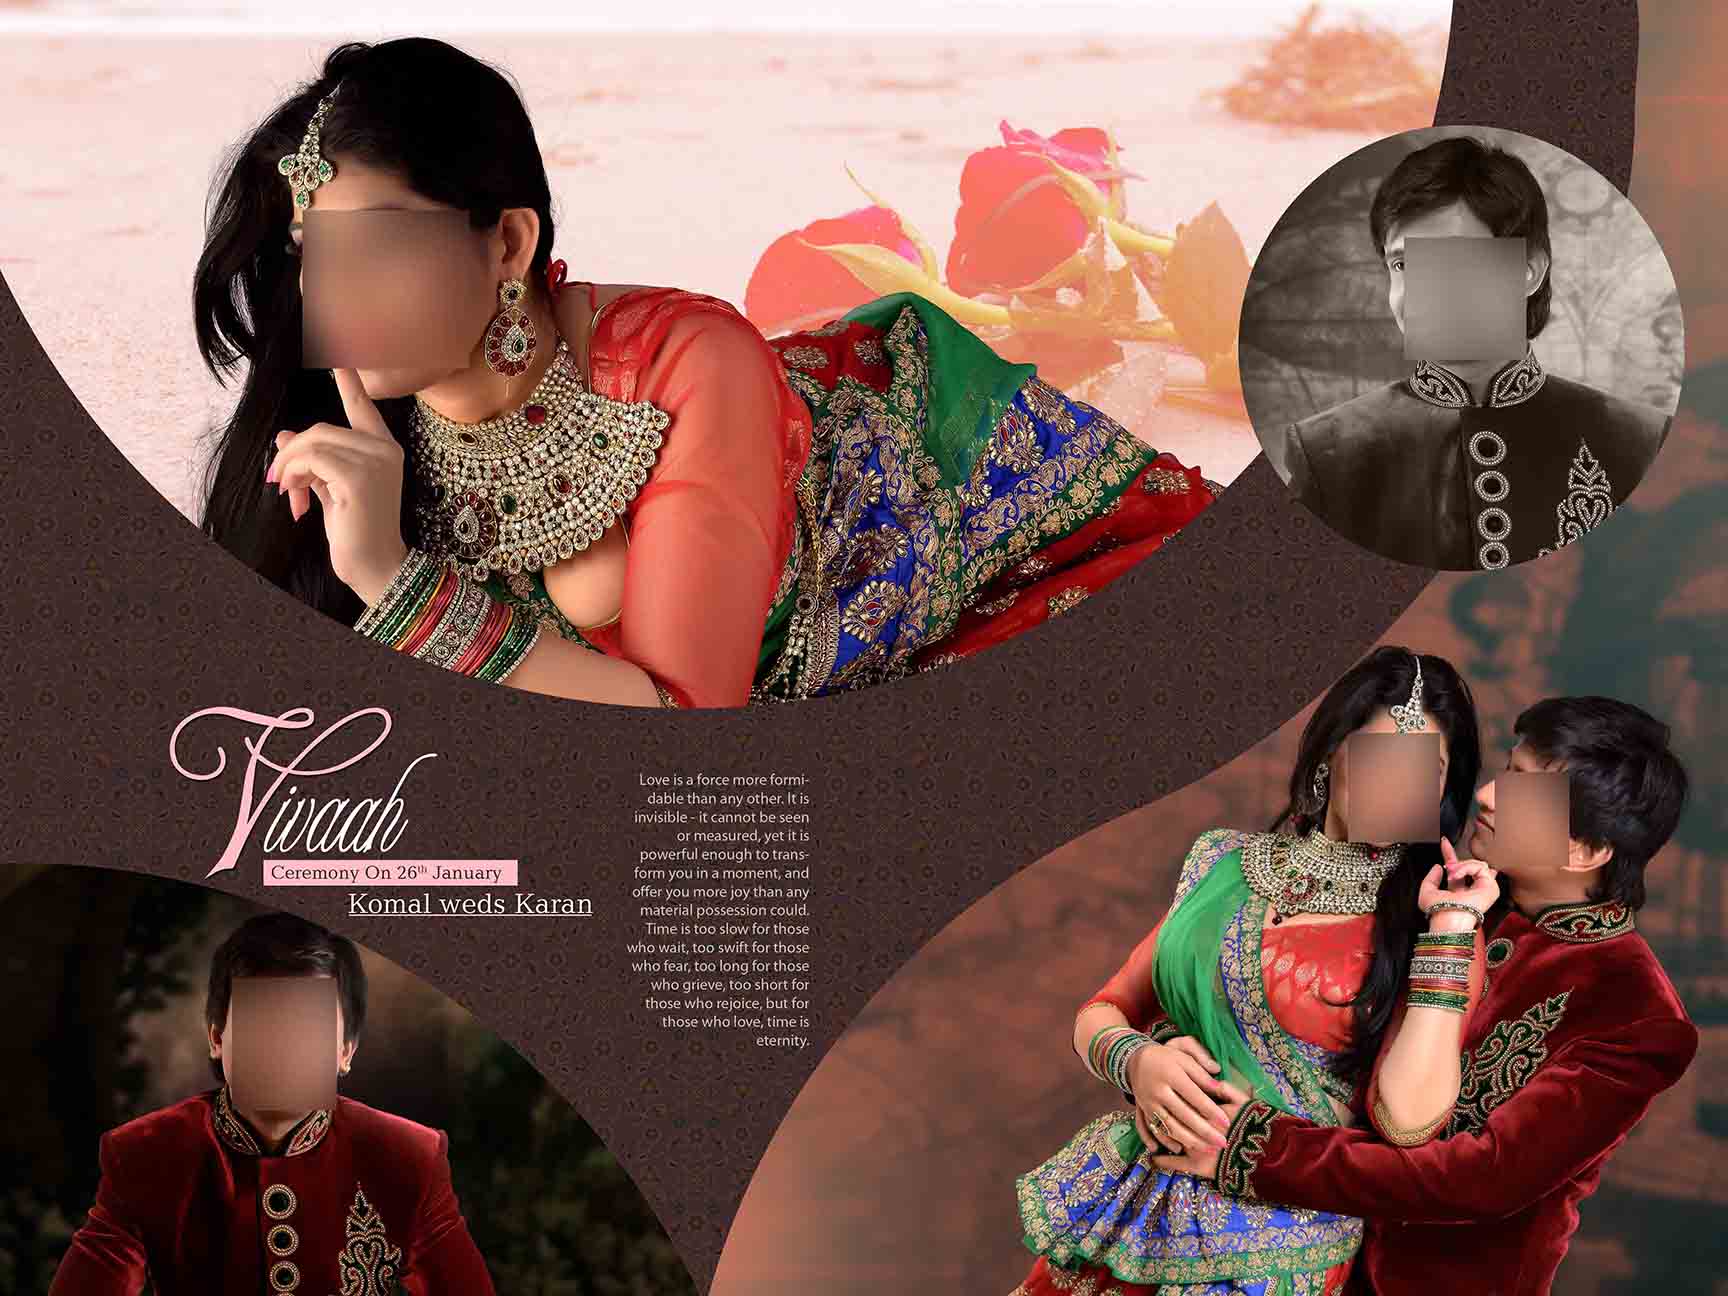 Vivaah
Ceremony On 26th January
Komal weds Karan
Love is a force more formi-
dable than any other. It is
invisible - it cannot be seen
or measured, yet it is
powerful enough to trans-
form you in a moment, and
offer you more joy than any
material possession could.
Time is too slow for those
who wait, too swift for those
who fear, too long for those
who grieve, too short for
those who rejoice, but for
those who love, time is
eternity.